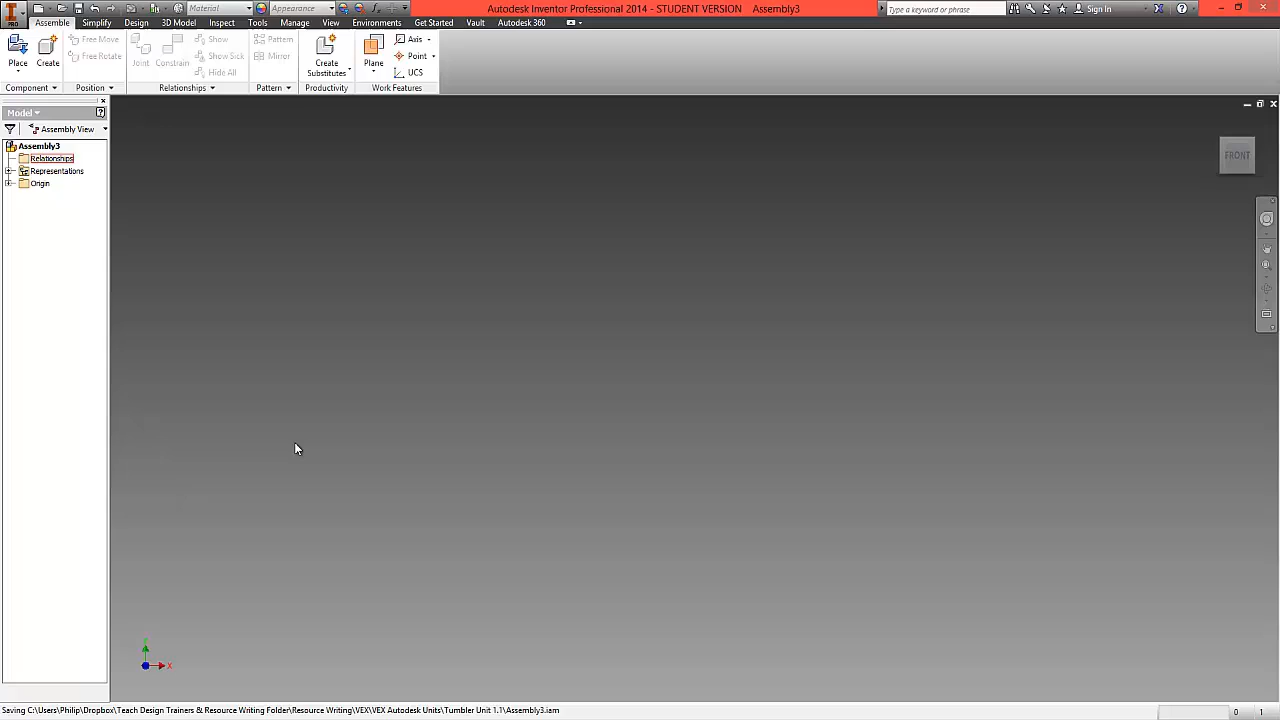 Material
Appearance
Autodesk Inventor Professional 2014 - STUDENT VERSION Assembly3
Type a keyword or phrase
Sign In
PRO
Assemble Simplify Design 3D Model Inspect Tools Manage Environments View Get Started Vault Autodesk 360
Place
Create
Free Move
Free Rotate
Joint
Constrain
Show
Show Sick
Hide All
Pattern
Mirror
Create
Substitutes
Plane
Axis
Point
UCS
Component Position Relationships Pattern Productivity Work Features
Model
Assembly View
Assembly3
Relationships
Representations
Origin
FRONT
X
Saving C:\Users\Philip\Dropbox\Teach Design Trainers & Resource Writing Folder\Resource Writing\VEX\VEX Autodesk Units\Tumbler Unit 1.1\Assembly3.iam
0 1